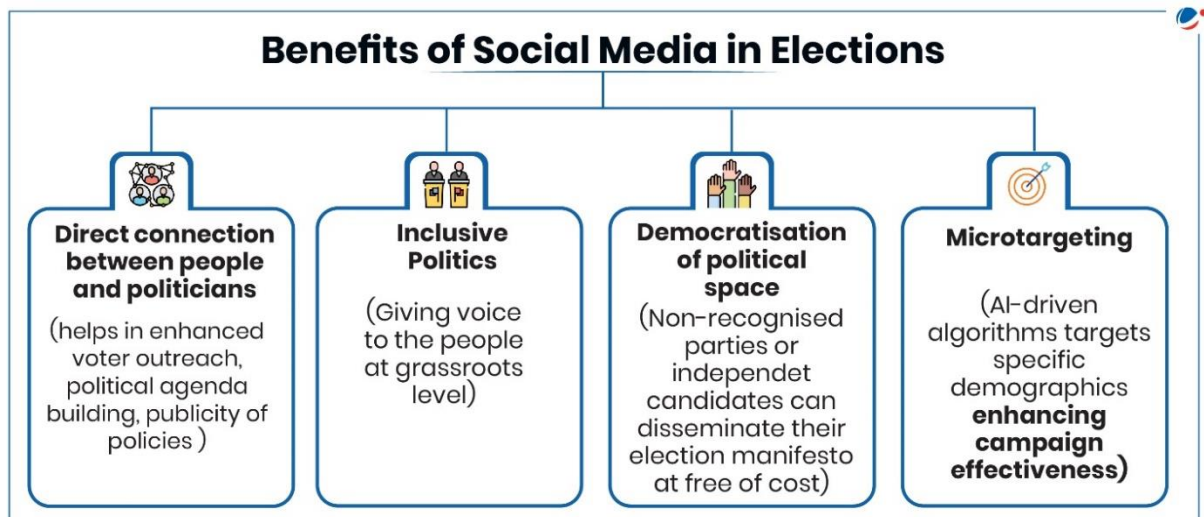 Benefits of Social Media in Elections
Direct connection
between people
and politicians
(helps in enhanced
voter outreach,
political agenda
building, publicity of
policies )
Inclusive
Politics
(Giving voice
to the people
at grassroots
level)
Democratisation
of political
space
(Non-recognised
parties or
independet
candidates can
disseminate their
election manifesto
at free of cost)
Microtargeting
(AI-driven
algorithms targets
specific
demographics
enhancing
campaign
effectiveness)